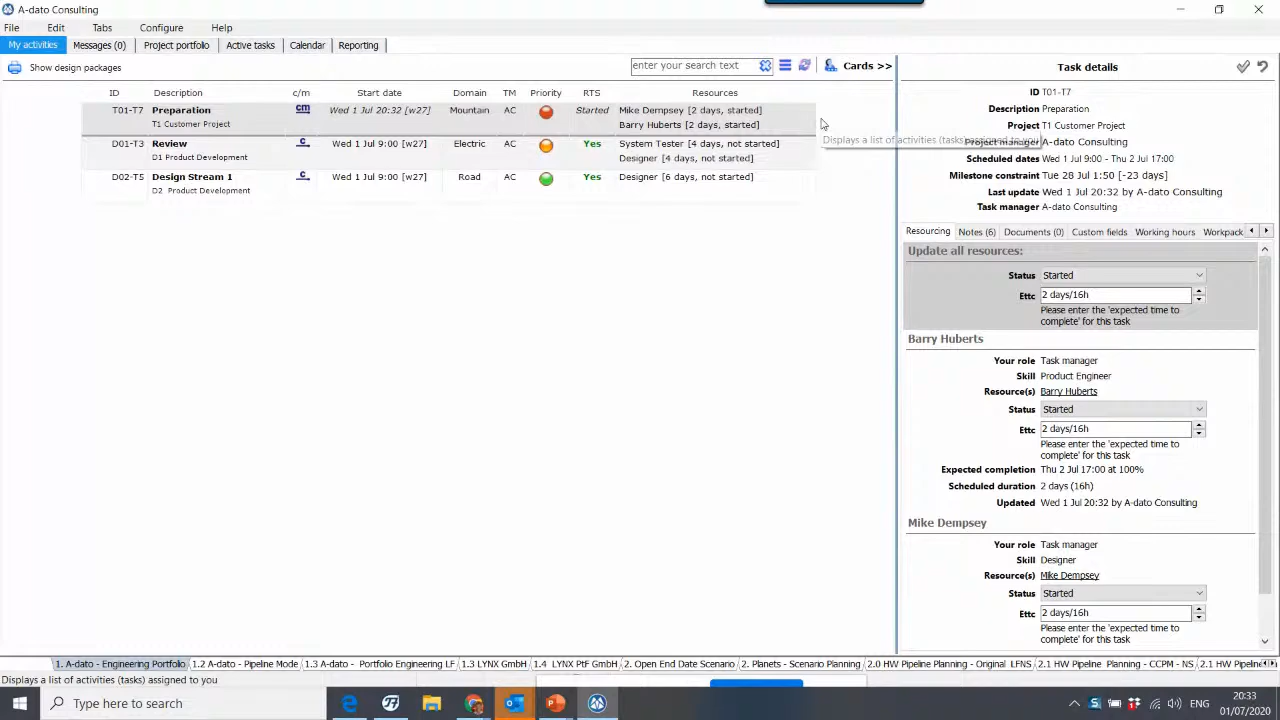 A-dato Consulting
File Edit Tabs Configure Help
My activities Messages (0) Project portfolio Active tasks Calendar Reporting
Show design packages
enter your search text
Cards >>
ID Description c/m Start date Domain TM Priority RTS Resources
T01-T7 Preparation cm Wed 1 Jul 20:32 [w27] Mountain AC Started Mike Dempsey [2 days, started]
T1 Customer Project Barry Huberts [2 days, started]
D01-T3 Review c Wed 1 Jul 9:00 [w27] Electric AC Yes System Tester [4 days, not started]
D1 Product Development Designer [4 days, not started]
D02-T5 Design Stream 1 c Wed 1 Jul 9:00 [w27] Road AC Yes Designer [6 days, not started]
D2 Product Development
Displays a list of activities (tasks) assigned to you
Task details
ID T01-T7
Description Preparation
Project T1 Customer Project
Project manager A-dato Consulting
Scheduled dates Wed 1 Jul 9:00 - Thu 2 Jul 17:00
Milestone constraint Tue 28 Jul 1:50 [-23 days]
Last update Wed 1 Jul 20:32 by A-dato Consulting
Task manager A-dato Consulting
Resourcing Notes (6) Documents (0) Custom fields Working hours Workpack
Update all resources:
Status Started
Ettc 2 days/16h
Please enter the 'expected time to
complete' for this task
Barry Huberts
Your role Task manager
Skill Product Engineer
Resource(s) Barry Huberts
Status Started
Ettc 2 days/16h
Please enter the 'expected time to
complete' for this task
Expected completion Thu 2 Jul 17:00 at 100%
Scheduled duration 2 days (16h)
Updated Wed 1 Jul 20:32 by A-dato Consulting
Mike Dempsey
Your role Task manager
Skill Designer
Resource(s) Mike Dempsey
Status Started
Ettc 2 days/16h
Please enter the 'expected time to
complete' for this task
1. A-dato - Engineering Portfolio 1.2 A-dato - Pipeline Mode 1.3 A-dato - Portfolio Engineering LF 1.3 LYNX GmbH 1.4 LYNX PtF GmbH 2. Open End Date Scenario 2. Planets - Scenario Planning 2.0 HW Pipeline Planning - Original LFNS 2.1 HW Pipeline Planning - CCPM - NS 2.1 HW Pipeline
Displays a list of activities (tasks) assigned to you
Type here to search
ENG
20:33
01/07/2020